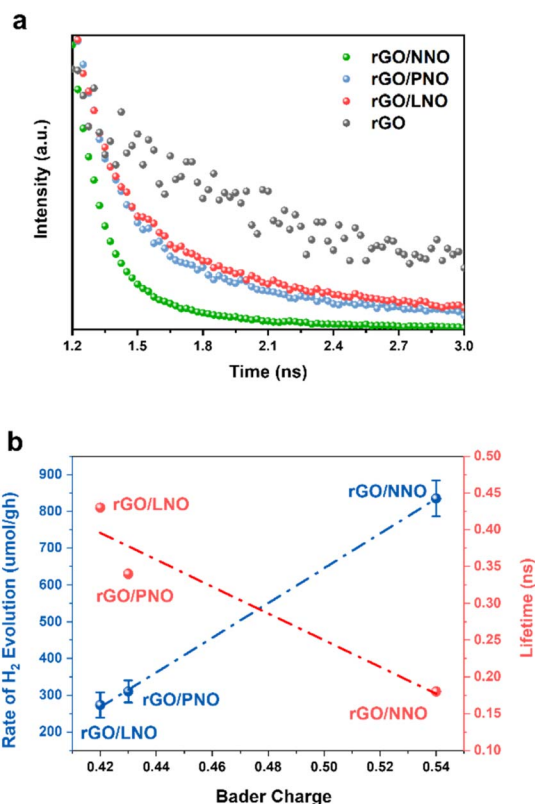 a
rGO/NNO
rGO/PNO
rGO/LNO
rGO
Intensity (a.u.)
1.2 1.5 1.8 2.1 2.4 2.7 3.0
Time (ns)
b
Rate of H₂ Evolution (umol/gh)
900
800
700
600
500
400
300
200
rGO/LNO
rGO/PNO
rGO/NNO
rGO/PNO
rGO/LNO
rGO/NNO
0.50
0.45
0.40
0.35
0.30
0.25
0.20
0.15
0.10
Lifetime (ns)
0.42 0.44 0.46 0.48 0.50 0.52 0.54
Bader Charge